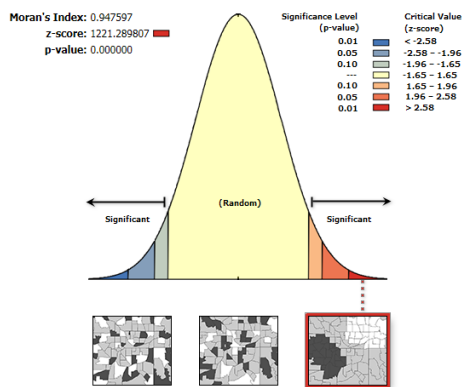 Moran's Index: 0.947597
z-score: 1221.289807
p-value: 0.000000
Significance Level Critical Value
(p-value) (z-score)
0.01 < -2.58
0.05 -2.58 – -1.96
0.10 -1.96 – -1.65
--- -1.65 – 1.65
0.10 1.65 – 1.96
0.05 1.96 – 2.58
0.01 > 2.58
(Random)
Significant Significant